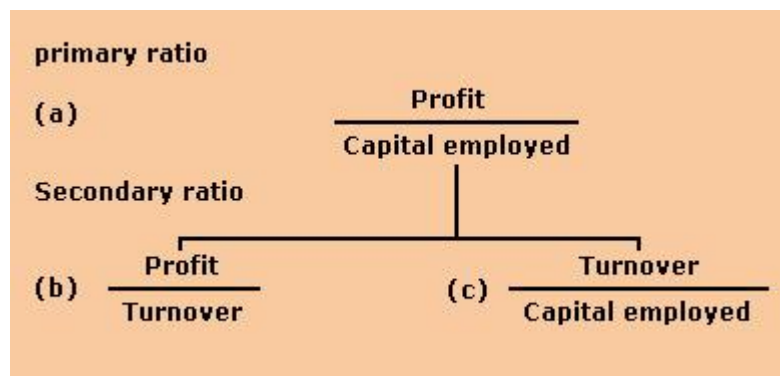 primary ratio
(a)
Profit
Capital employed
Secondary ratio
(b)
Profit
Turnover
(c)
Turnover
Capital employed